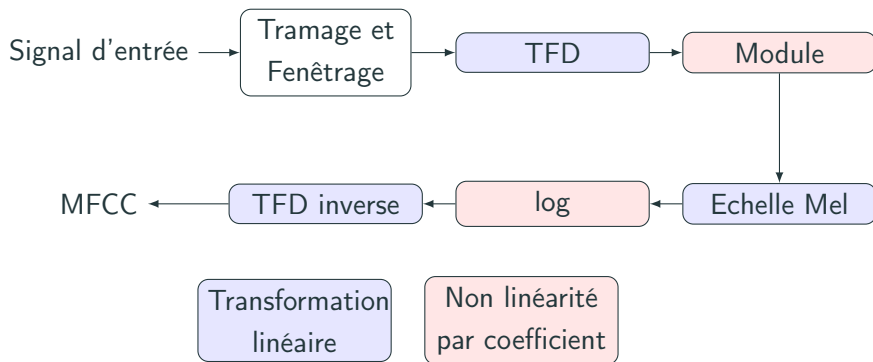 Signal d'entrée
Tramage et
Fenêtrage
TFD
Module
MFCC
TFD inverse
log
Echelle Mel
Transformation
linéaire
Non linéarité
par coefficient